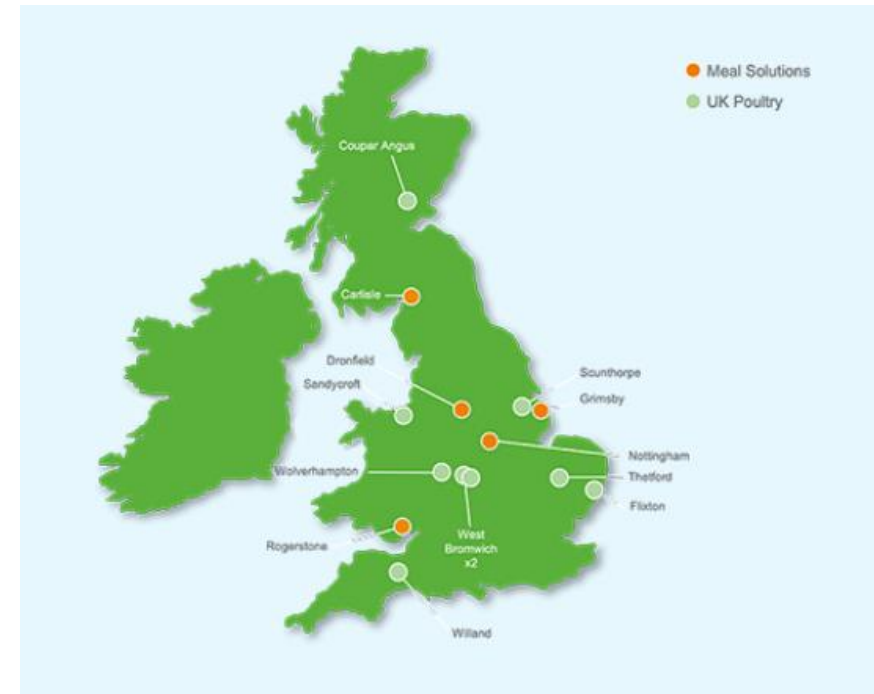 Meal Solutions
UK Poultry
Coupar Angus
Carlisle
Dronfield
Sandycroft
Scunthorpe
Grimsby
Nottingham
Wolverhampton
Thetford
Flixton
West
Bromwich
x2
Rogerstone
Willand